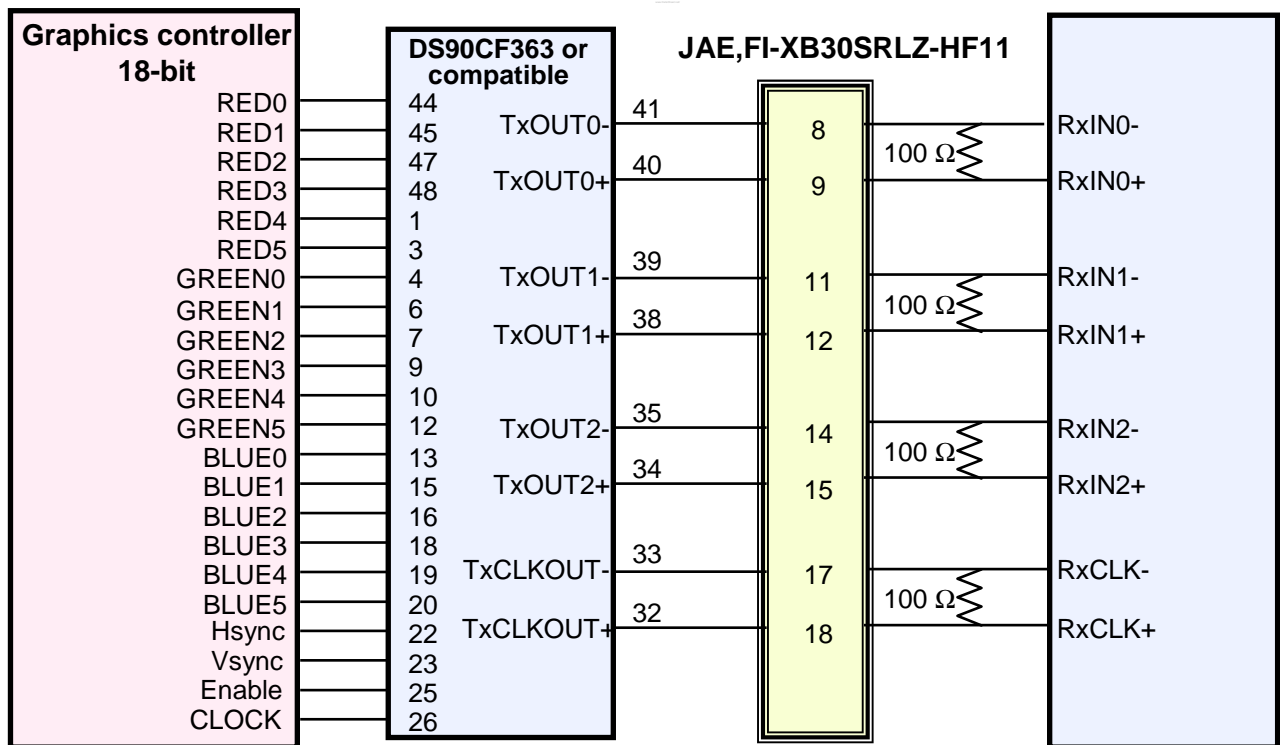 Graphics controller
18-bit
RED0
RED1
RED2
RED3
RED4
RED5
GREEN0
GREEN1
GREEN2
GREEN3
GREEN4
GREEN5
BLUE0
BLUE1
BLUE2
BLUE3
BLUE4
BLUE5
Hsync
Vsync
Enable
CLOCK
DS90CF363 or
compatible
44
45
47
48
1
3
4
6
7
9
10
12
13
15
16
18
19
20
22
23
25
26
TxOUT0-
TxOUT0+
TxOUT1-
TxOUT1+
TxOUT2-
TxOUT2+
TxCLKOUT-
TxCLKOUT+
41
40
39
38
35
34
33
32
JAE,FI-XB30SRLZ-HF11
8
9
11
12
14
15
17
18
100 Ω
100 Ω
100 Ω
100 Ω
RxIN0-
RxIN0+
RxIN1-
RxIN1+
RxIN2-
RxIN2+
RxCLK-
RxCLK+